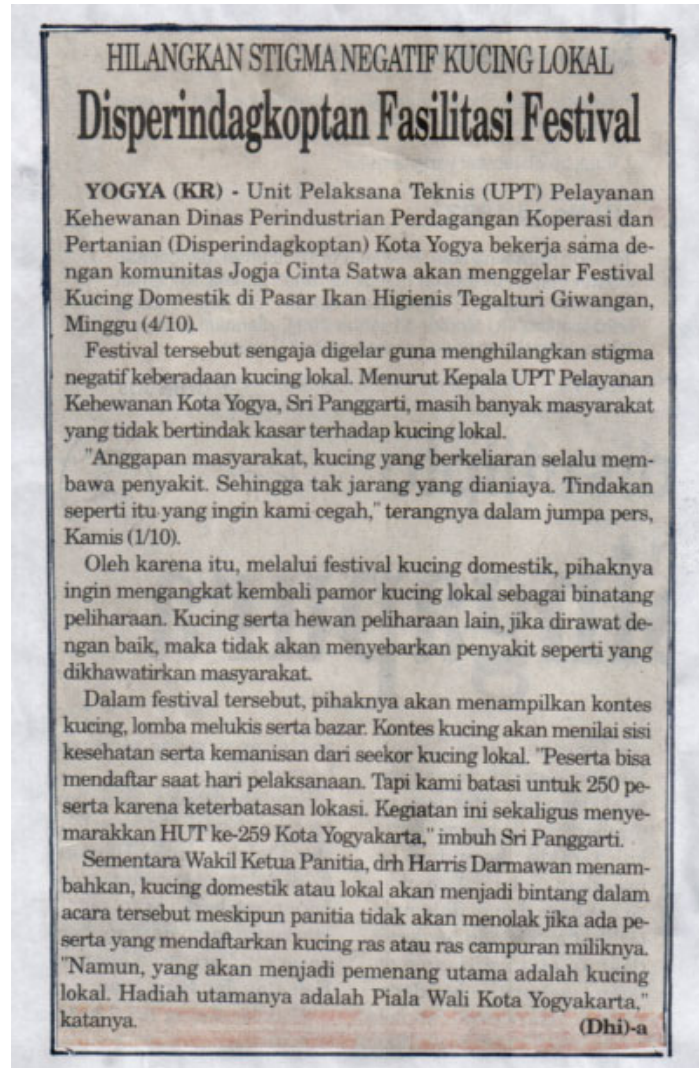 HILANGKAN STIGMA NEGATIF KUCING LOKAL
Disperindagkoptan Fasilitasi Festival
YOGYA (KR) - Unit Pelaksana Teknis (UPT) Pelayanan
Kehewanan Dinas Perindustrian Perdagangan Koperasi dan
Pertanian (Disperindagkoptan) Kota Yogya bekerja sama de-
ngan komunitas Jogja Cinta Satwa akan menggelar Festival
Kucing Domestik di Pasar Ikan Higienis Tegalturi Giwangan,
Minggu (4/10).
Festival tersebut sengaja digelar guna menghilangkan stigma
negatif keberadaan kucing lokal. Menurut Kepala UPT Pelayanan
Kehewanan Kota Yogya, Sri Panggarti, masih banyak masyarakat
yang tidak bertindak kasar terhadap kucing lokal.
"Anggapan masyarakat, kucing yang berkeliaran selalu mem-
bawa penyakit. Sehingga tak jarang yang dianiaya. Tindakan
seperti itu yang ingin kami cegah," terangnya dalam jumpa pers,
Kamis (1/10).
Oleh karena itu, melalui festival kucing domestik, pihaknya
ingin mengangkat kembali pamor kucing lokal sebagai binatang
peliharaan. Kucing serta hewan peliharaan lain, jika dirawat de-
ngan baik, maka tidak akan menyebarkan penyakit seperti yang
dikhawatirkan masyarakat.
Dalam festival tersebut, pihaknya akan menampilkan kontes
kucing, lomba melukis serta bazar. Kontes kucing akan menilai sisi
kesehatan serta kemanisan dari seekor kucing lokal. "Peserta bisa
mendaftar saat hari pelaksanaan. Tapi kami batasi untuk 250 pe-
serta karena keterbatasan lokasi. Kegiatan ini sekaligus menye-
marakkan HUT ke-259 Kota Yogyakarta," imbuh Sri Panggarti.
Sementara Wakil Ketua Panitia, drh Harris Darmawan menam-
bahkan, kucing domestik atau lokal akan menjadi bintang dalam
acara tersebut meskipun panitia tidak akan menolak jika ada pe-
serta yang mendaftarkan kucing ras atau ras campuran miliknya.
"Namun, yang akan menjadi pemenang utama adalah kucing
lokal. Hadiah utamanya adalah Piala Wali Kota Yogyakarta,"
katanya. (Dhi)-a